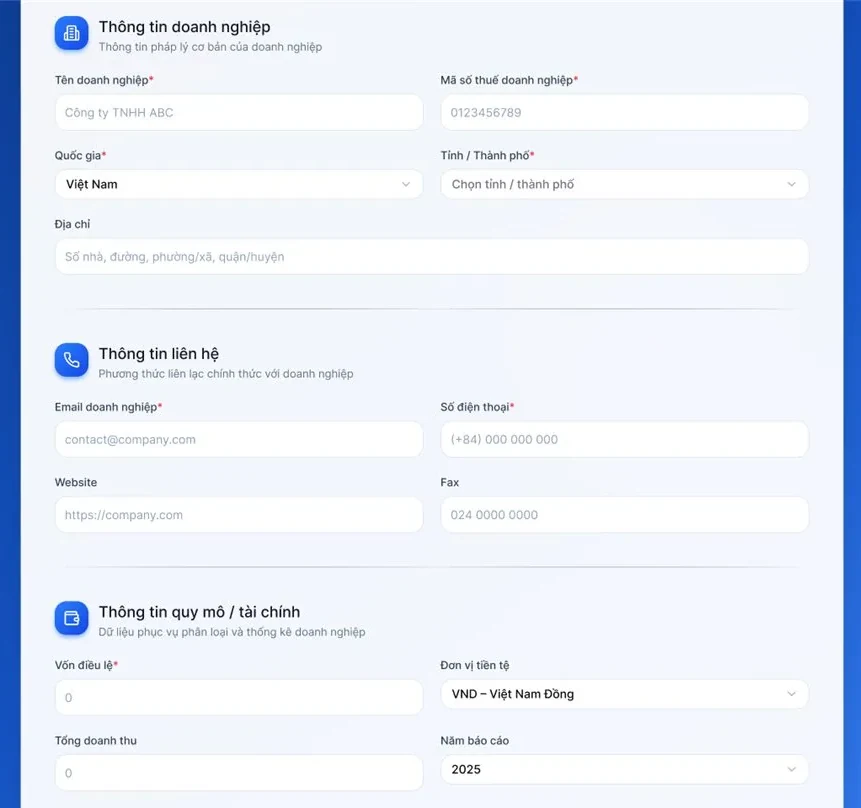 Thông tin doanh nghiệp
Thông tin pháp lý cơ bản của doanh nghiệp
Tên doanh nghiệp*
Mã số thuế doanh nghiệp*
Công ty TNHH ABC
0123456789
Quốc gia*
Tỉnh / Thành phố*
Việt Nam
Chọn tỉnh / thành phố
Địa chỉ
Số nhà, đường, phường/xã, quận/huyện
Thông tin liên hệ
Phương thức liên lạc chính thức với doanh nghiệp
Email doanh nghiệp*
Số điện thoại*
contact@company.com
(+84) 000 000 000
Website
Fax
https://company.com
024 0000 0000
Thông tin quy mô / tài chính
Dữ liệu phục vụ phân loại và thống kê doanh nghiệp
Vốn điều lệ*
Đơn vị tiền tệ
0
VND – Việt Nam Đồng
Tổng doanh thu
Năm báo cáo
0
2025